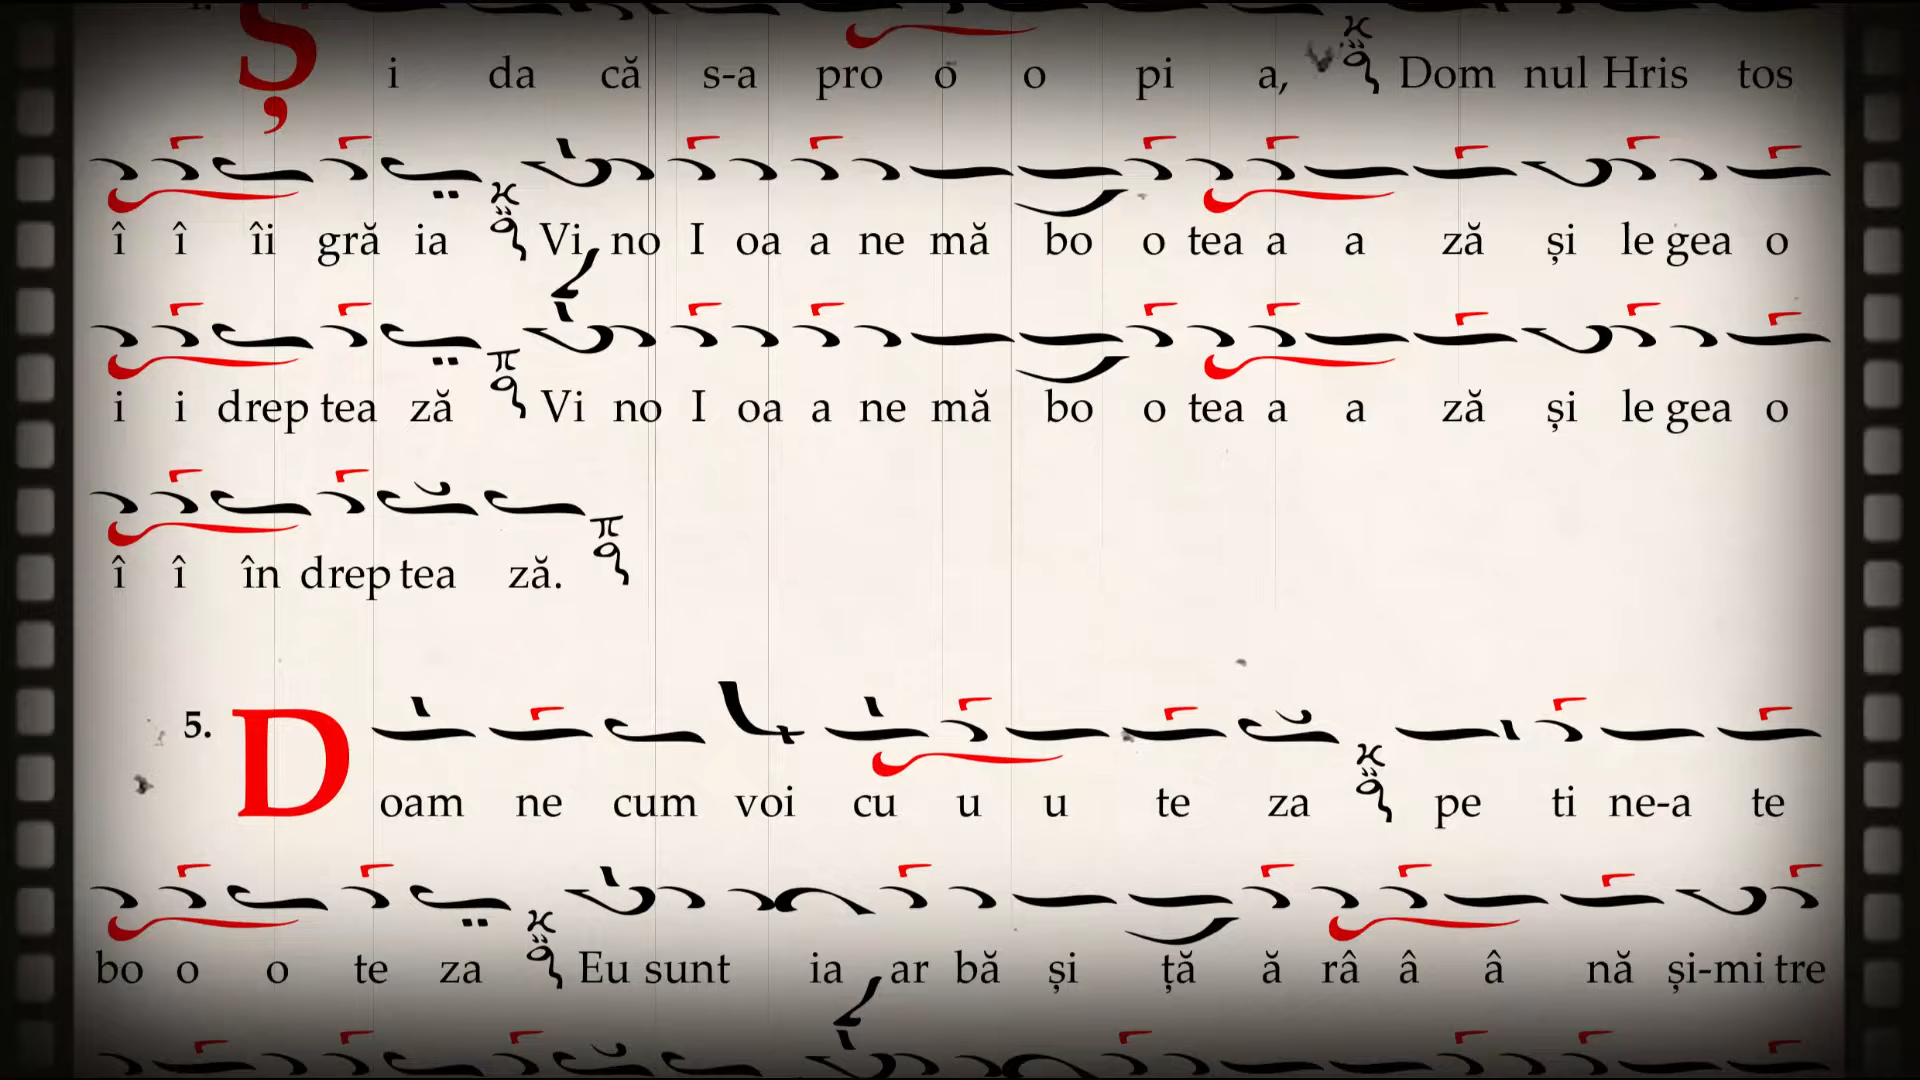 Și da că s-a pro o o pi a, Dom nul Hris tos
î î îi gră ia Vi no I oa a ne mă bo o tea a a ză și le gea o
i i drep tea ză Vi no I oa a ne mă bo o tea a a ză și le gea o
î î în drep tea ză.
5. Doam ne cum voi cu u u te za pe ti ne-a te
bo o o te za Eu sunt ia ar bă și ță ă râ â â nă și-mi tre